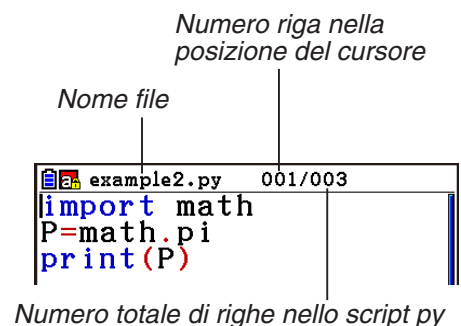 Numero riga nella
posizione del cursore
Nome file
example2.py 001/003
import math
P=math.pi
print(P)
Numero totale di righe nello script py